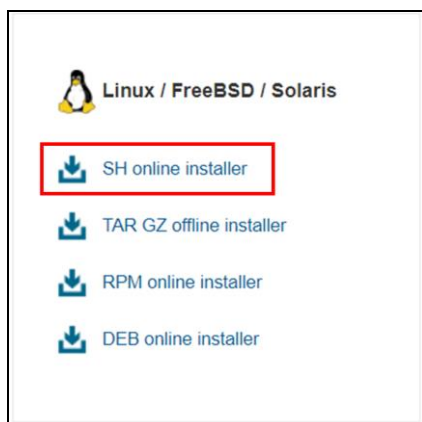 Linux / FreeBSD / Solaris
SH online installer
TAR GZ offline installer
RPM online installer
DEB online installer